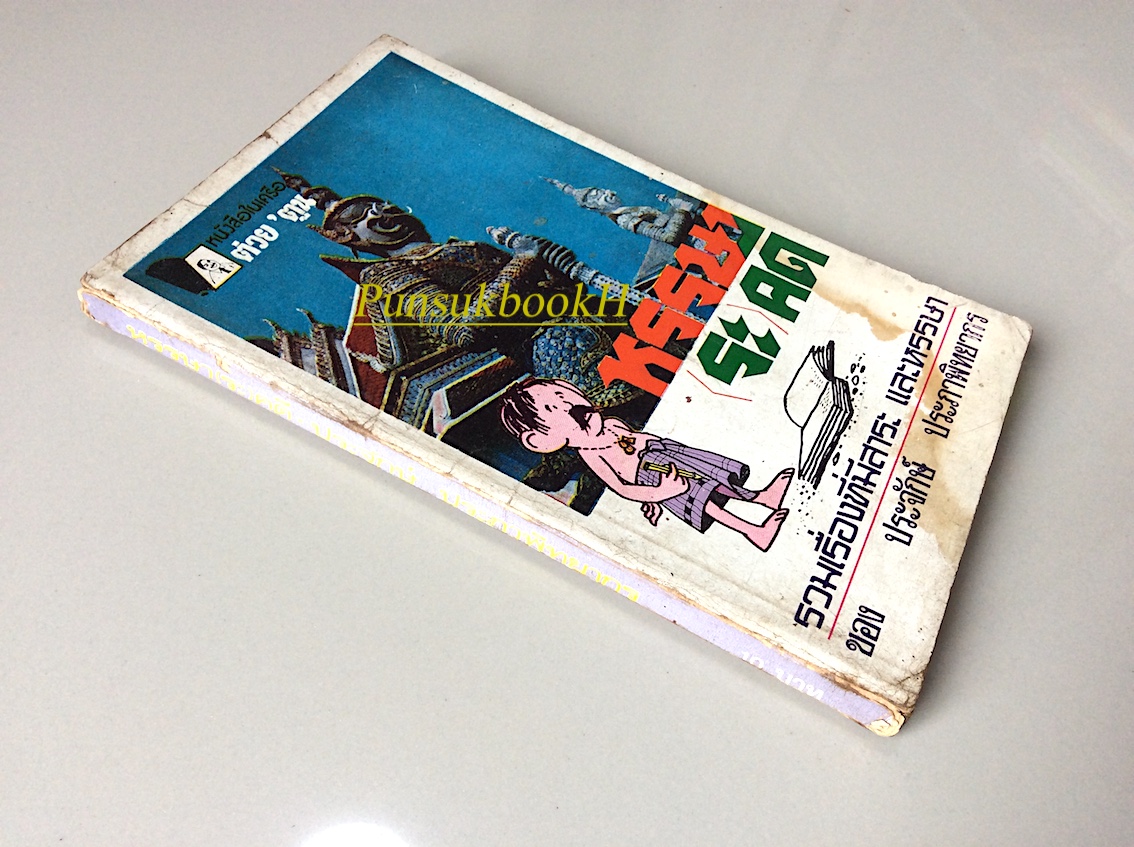 หนังสือในเครือ
ต่วย'ตูน
หรรษา
ระคด
PunsukbookH
รวมเรื่องที่มีสาระ และหรรษา
ของ ประจักษ์ ประภาพิทยากร